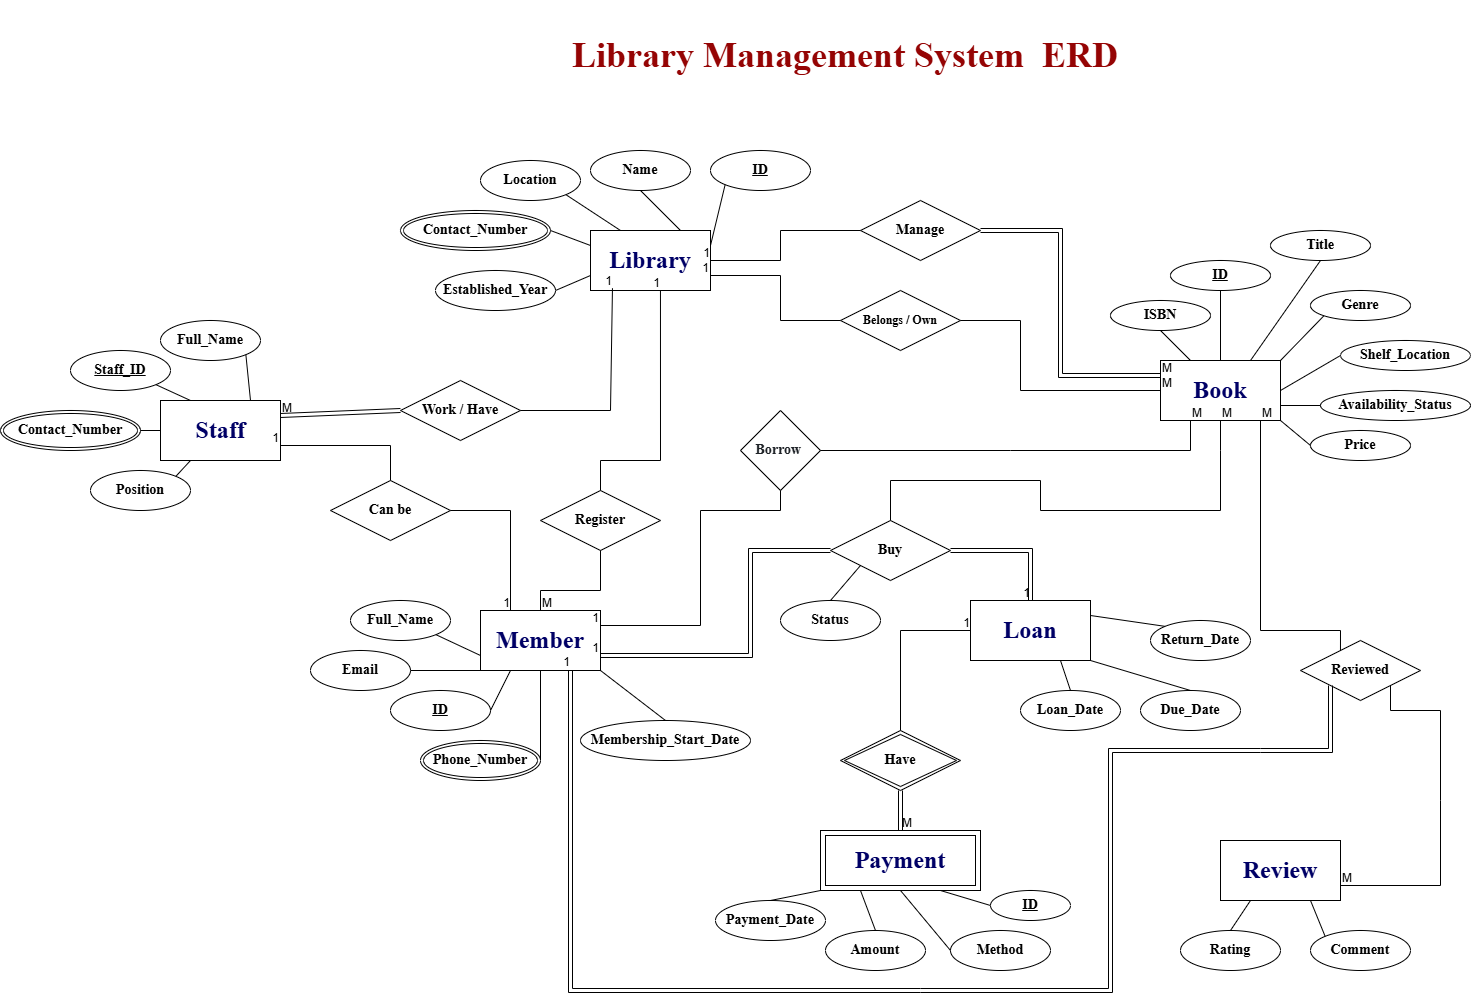 Library Management System  ERD
Location
Name
ID
Contact_Number
Established_Year
Library
1
1
1
1
Manage
Belongs / Own
Title
ID
ISBN
Genre
Shelf_Location
Availability_Status
Price
Book
M
M
M
M
M
Full_Name
Staff_ID
Contact_Number
Position
Staff
M
1
Work / Have
Can be
Register
Borrow
Buy
Status
1
M
1
1
1
Member
Full_Name
Email
ID
Phone_Number
Membership_Start_Date
1
1
Loan
Return_Date
Loan_Date
Due_Date
Reviewed
Have
M
Payment
Payment_Date
Amount
Method
ID
M
Review
Rating
Comment